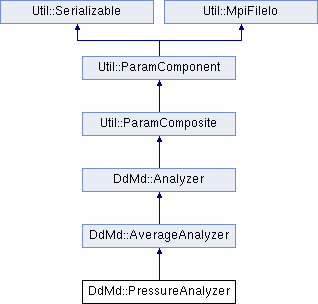 Util::Serializable
Util::MpiFileIo
Util::ParamComponent
Util::ParamComposite
DdMd::Analyzer
DdMd::AverageAnalyzer
DdMd::PressureAnalyzer